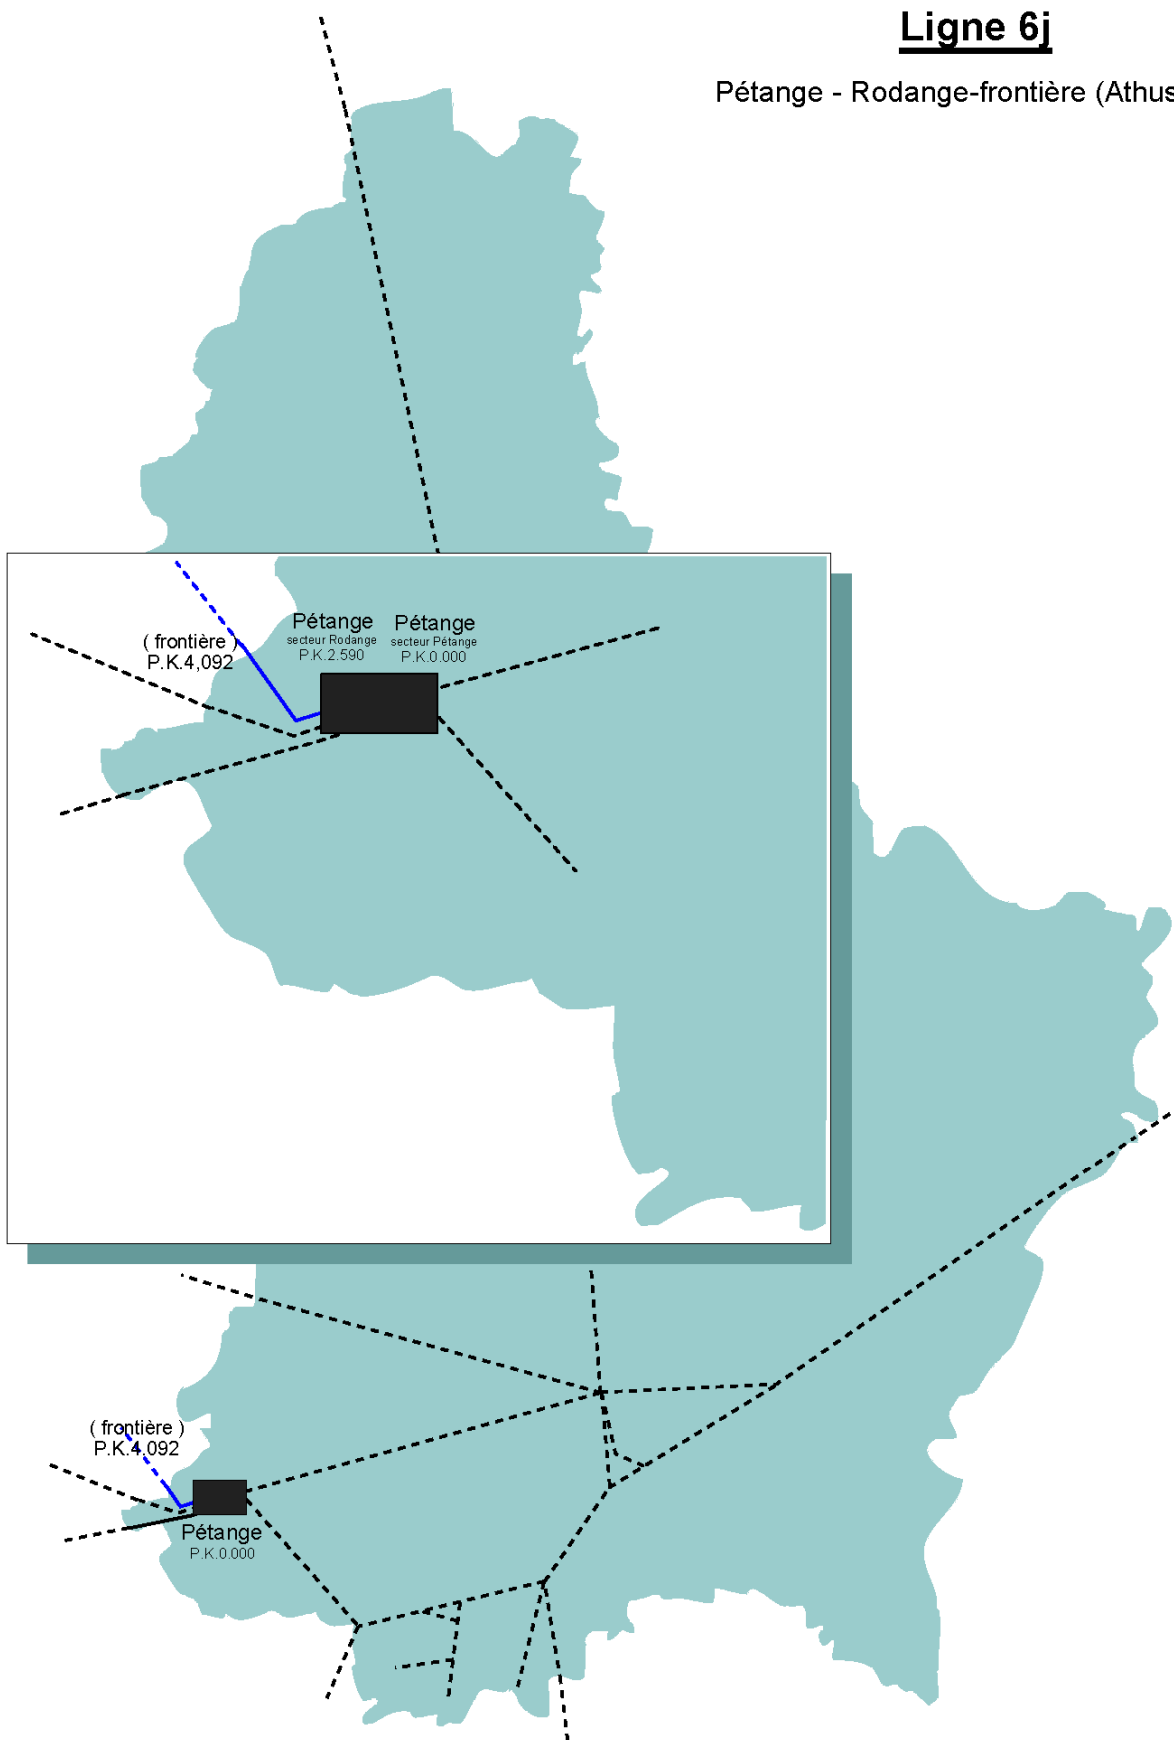 Ligne 6j
Pétange - Rodange-frontière (Athus
Pétange
secteur Rodange
P.K.2.590
Pétange
secteur Pétange
P.K.0.000
( frontière )
P.K.4,092
( frontière )
P.K.4.092
Pétange
P.K.0.000